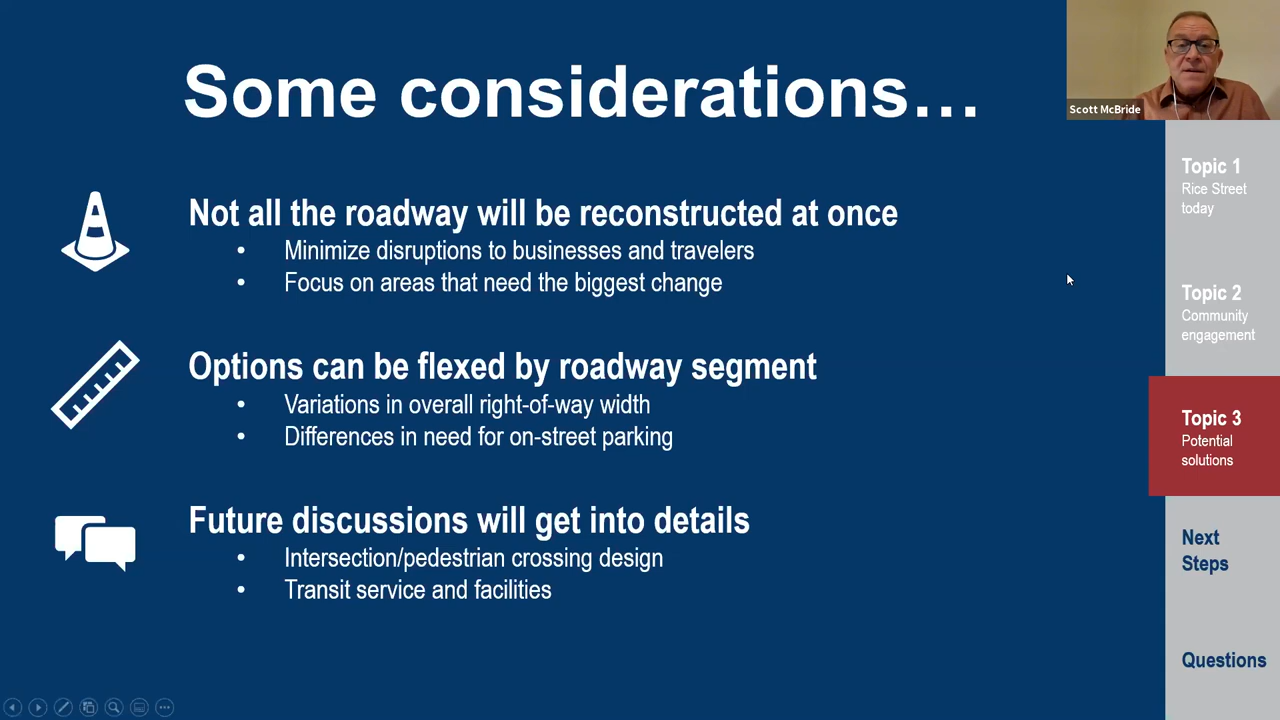 Some considerations…
Scott McBride
Not all the roadway will be reconstructed at once
• Minimize disruptions to businesses and travelers
• Focus on areas that need the biggest change
Options can be flexed by roadway segment
• Variations in overall right-of-way width
• Differences in need for on-street parking
Future discussions will get into details
• Intersection/pedestrian crossing design
• Transit service and facilities
Topic 1
Rice Street
today
Topic 2
Community
engagement
Topic 3
Potential
solutions
Next
Steps
Questions